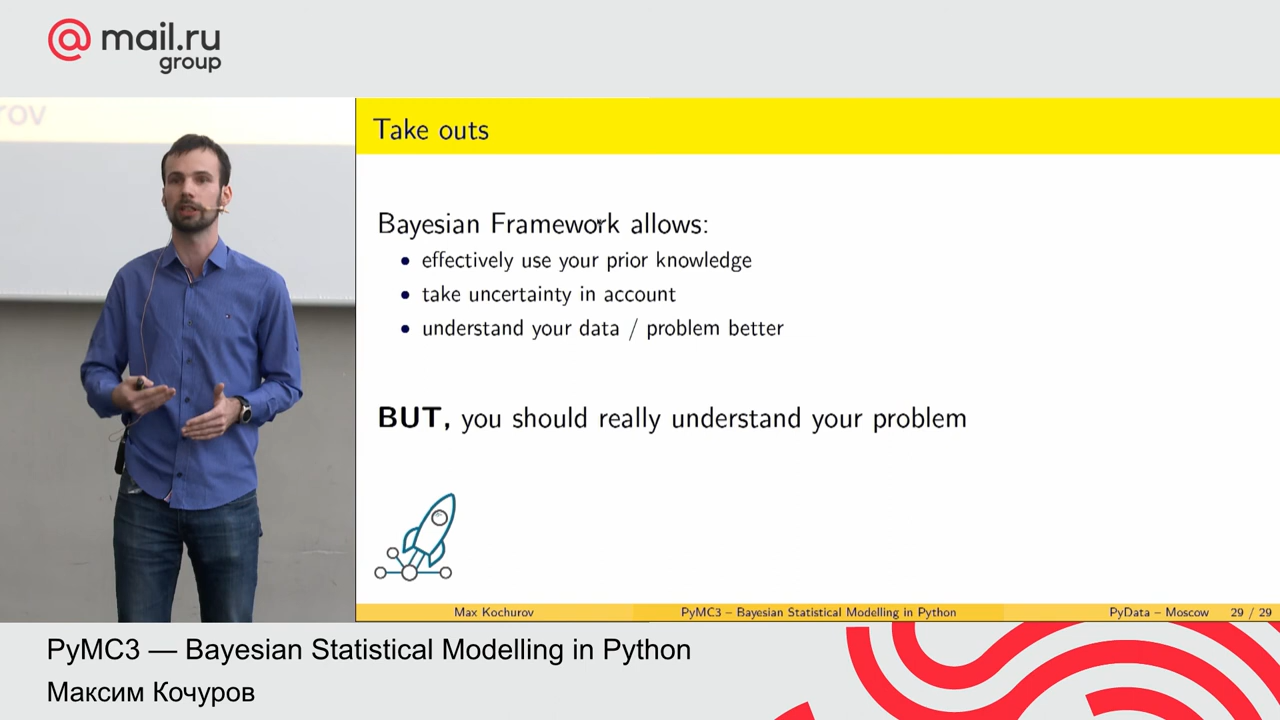 @ mail.ru
group
rov
Take outs
Bayesian Framework allows:
• effectively use your prior knowledge
• take uncertainty in account
• understand your data / problem better
BUT, you should really understand your problem
Max Kochurov PyMC3 – Bayesian Statistical Modelling in Python PyData – Moscow 29 / 29
PyMC3 — Bayesian Statistical Modelling in Python
Максим Кочуров